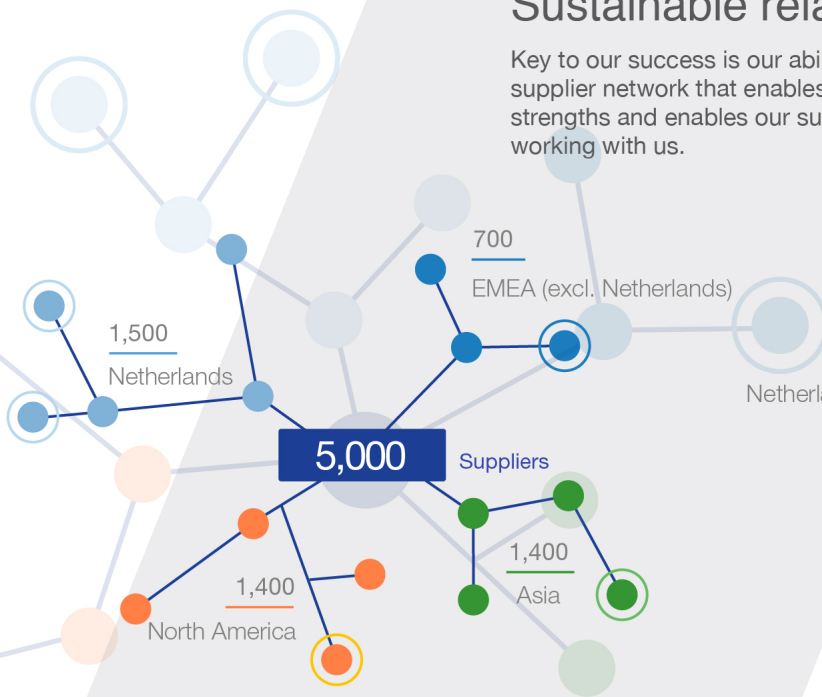 Sustainable rela
Key to our success is our abi
supplier network that enables
strengths and enables our su
working with us.
700
EMEA (excl. Netherlands)
1,500
Netherlands
Netherla
5,000
Suppliers
1,400
Asia
1,400
North America